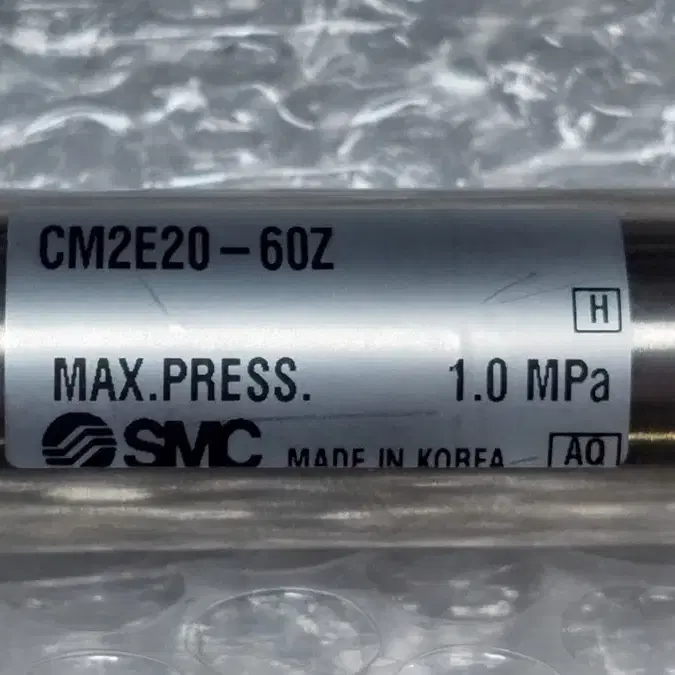 CM2E20-60Z
H
MAX.PRESS. 1.0 MPa
SMC MADE IN KOREA AQ